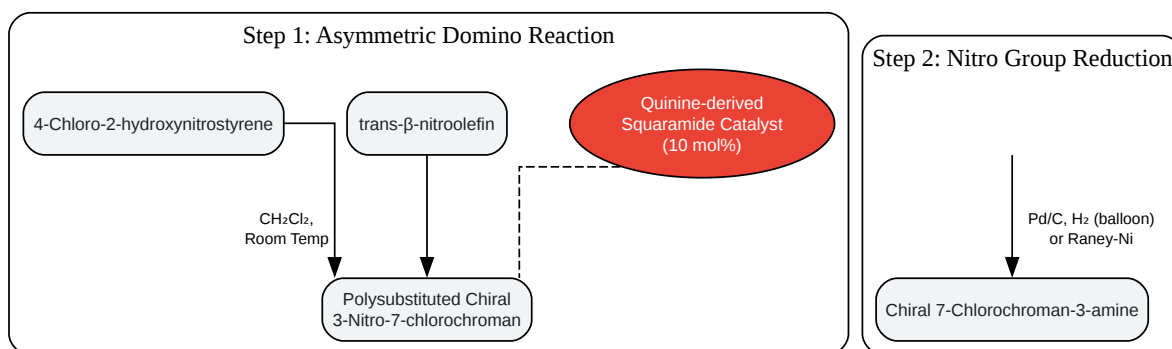 Step 1: Asymmetric Domino Reaction
4-Chloro-2-hydroxynitrostyrene
trans-β-nitroolefin
Quinine-derived
Squaramide Catalyst
(10 mol%)
CH₂Cl₂,
Room Temp
Polysubstituted Chiral
3-Nitro-7-chlorochroman
Step 2: Nitro Group Reduction
Pd/C, H₂ (balloon)
or Raney-Ni
Chiral 7-Chlorochroman-3-amine